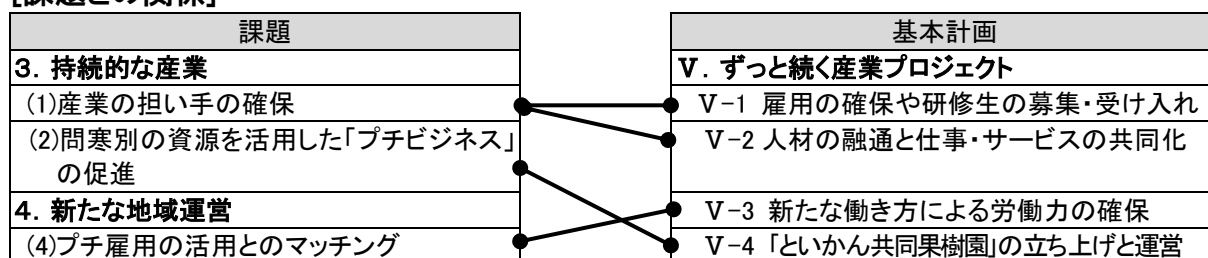 [課題との関係]
課題
3．持続的な産業
(1)産業の担い手の確保
(2)問寒別の資源を活用した「プチビジネス」
の促進
4．新たな地域運営
(4)プチ雇用の活用とのマッチング
基本計画
Ⅴ．ずっと続く産業プロジェクト
Ⅴ-1 雇用の確保や研修生の募集・受け入れ
Ⅴ-2 人材の融通と仕事・サービスの共同化
Ⅴ-3 新たな働き方による労働力の確保
Ⅴ-4 「といかん共同果樹園」の立ち上げと運営